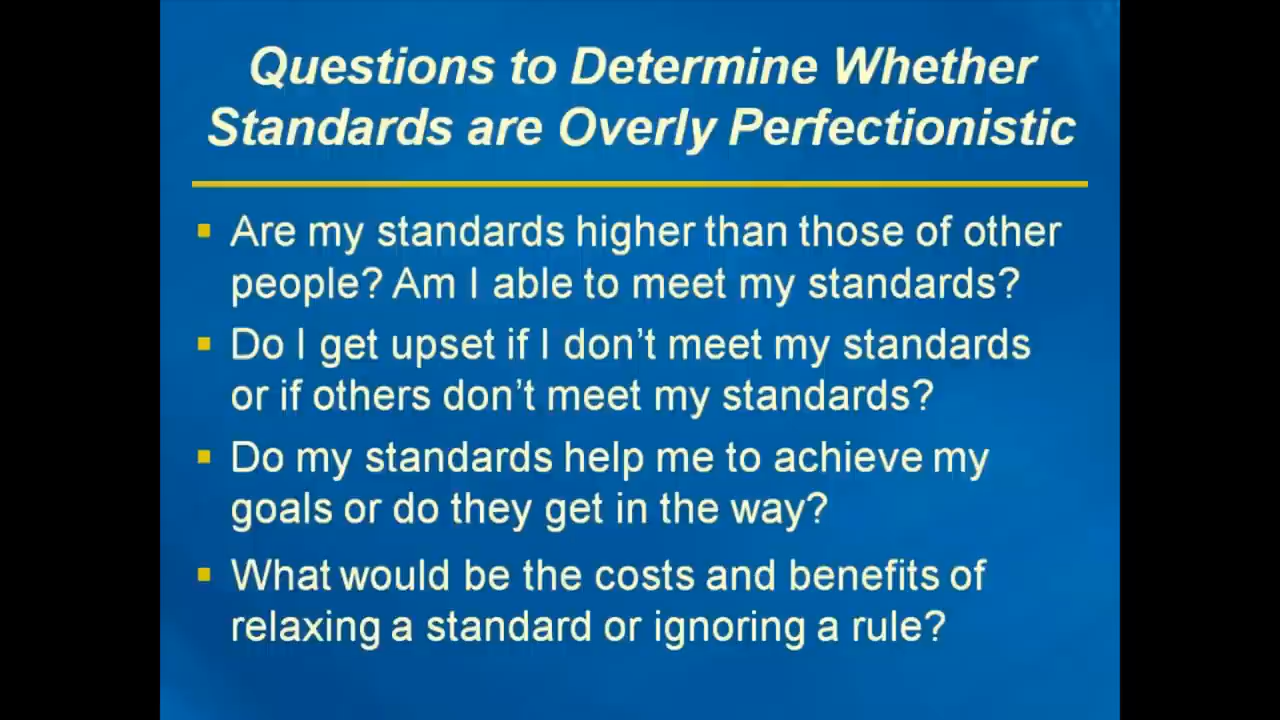 Questions to Determine Whether
Standards are Overly Perfectionistic
Are my standards higher than those of other
people? Am I able to meet my standards?
Do I get upset if I don’t meet my standards
or if others don’t meet my standards?
Do my standards help me to achieve my
goals or do they get in the way?
What would be the costs and benefits of
relaxing a standard or ignoring a rule?